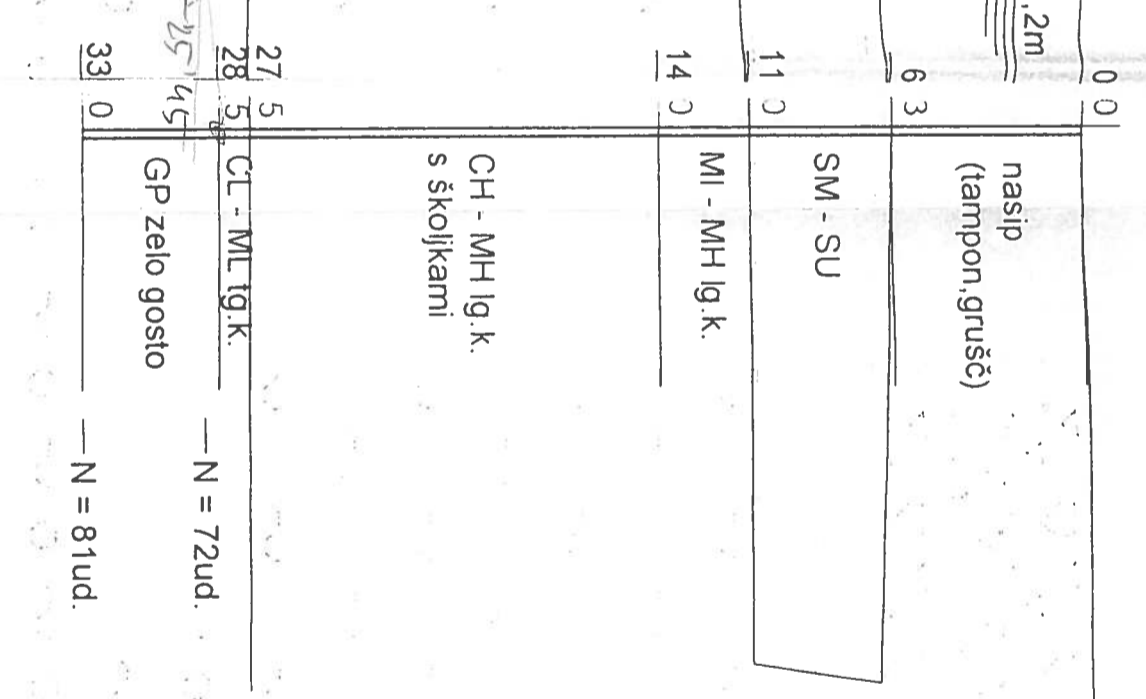 ,2m
0 0
nasip
(tampon,grušč)
6 3
SM - SU
11 0
MI - MH lg.k.
14 0
CH - MH lg.k.
s školjkami
27 5
CL - ML tg.k.
28 5
— N = 72ud.
GP zelo gosto
33 0
— N = 81ud.